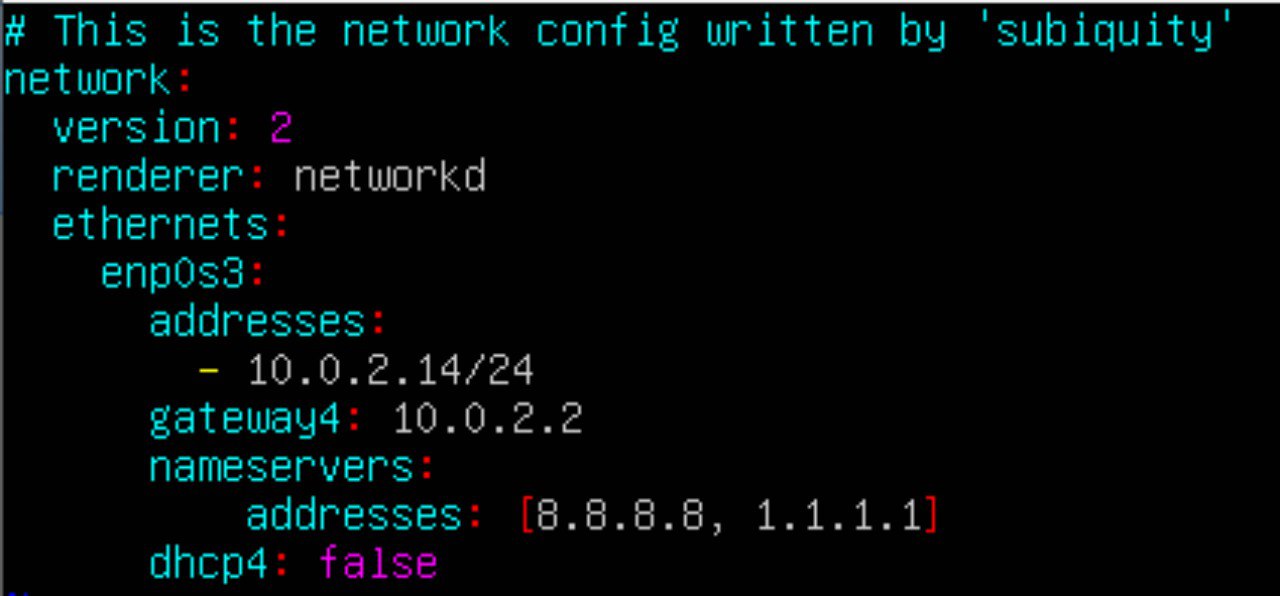 # This is the network config written by 'subiquity'
network:
  version: 2
  renderer: networkd
  ethernets:
    enp0s3:
      addresses:
        - 10.0.2.14/24
      gateway4: 10.0.2.2
      nameservers:
          addresses: [8.8.8.8, 1.1.1.1]
      dhcp4: false